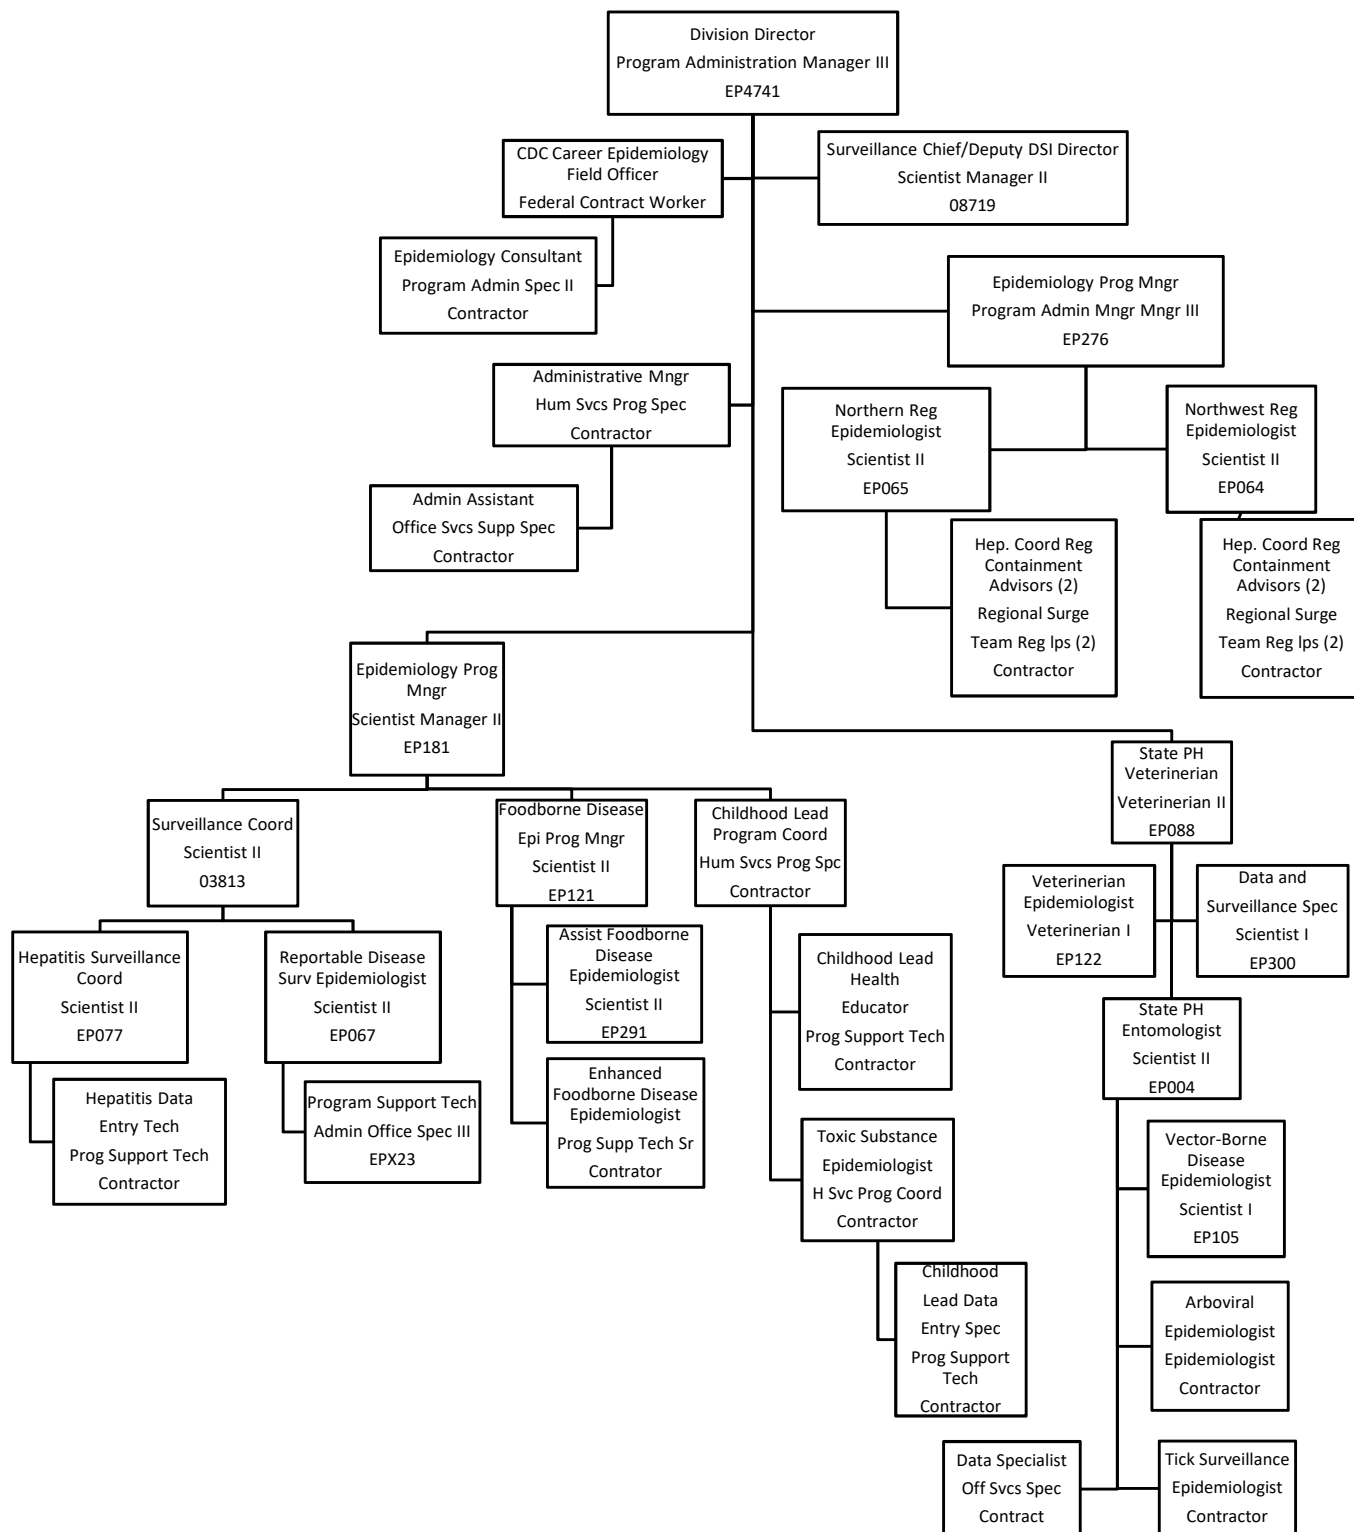 Division Director
Program Administration Manager III
EP4741
CDC Career Epidemiology
Field Officer
Federal Contract Worker
Surveillance Chief/Deputy DSI Director
Scientist Manager II
08719
Epidemiology Consultant
Program Admin Spec II
Contractor
Epidemiology Prog Mngr
Program Admin Mngr Mngr III
EP276
Administrative Mngr
Hum Svcs Prog Spec
Contractor
Northern Reg
Epidemiologist
Scientist II
EP065
Northwest Reg
Epidemiologist
Scientist II
EP064
Admin Assistant
Office Svcs Supp Spec
Contractor
Hep. Coord Reg
Containment
Advisors (2)
Regional Surge
Team Reg lps (2)
Contractor
Hep. Coord Reg
Containment
Advisors (2)
Regional Surge
Team Reg lps (2)
Contractor
Epidemiology Prog
Mngr
Scientist Manager II
EP181
State PH
Veterinerian
Veterinerian II
EP088
Surveillance Coord
Scientist II
03813
Foodborne Disease
Epi Prog Mngr
Scientist II
EP121
Childhood Lead
Program Coord
Hum Svcs Prog Spc
Contractor
Veterinerian
Epidemiologist
Veterinerian I
EP122
Data and
Surveillance Spec
Scientist I
EP300
Hepatitis Surveillance
Coord
Scientist II
EP077
Reportable Disease
Surv Epidemiologist
Scientist II
EP067
Assist Foodborne
Disease
Epidemiologist
Scientist II
EP291
Childhood Lead
Health
Educator
Prog Support Tech
Contractor
State PH
Entomologist
Scientist II
EP004
Hepatitis Data
Entry Tech
Prog Support Tech
Contractor
Program Support Tech
Admin Office Spec III
EPX23
Enhanced
Foodborne Disease
Epidemiologist
Prog Supp Tech Sr
Contrator
Toxic Substance
Epidemiologist
H Svc Prog Coord
Contractor
Vector-Borne
Disease
Epidemiologist
Scientist I
EP105
Childhood
Lead Data
Entry Spec
Prog Support
Tech
Contractor
Arboviral
Epidemiologist
Epidemiologist
Contractor
Data Specialist
Off Svcs Spec
Contract
Tick Surveillance
Epidemiologist
Contractor